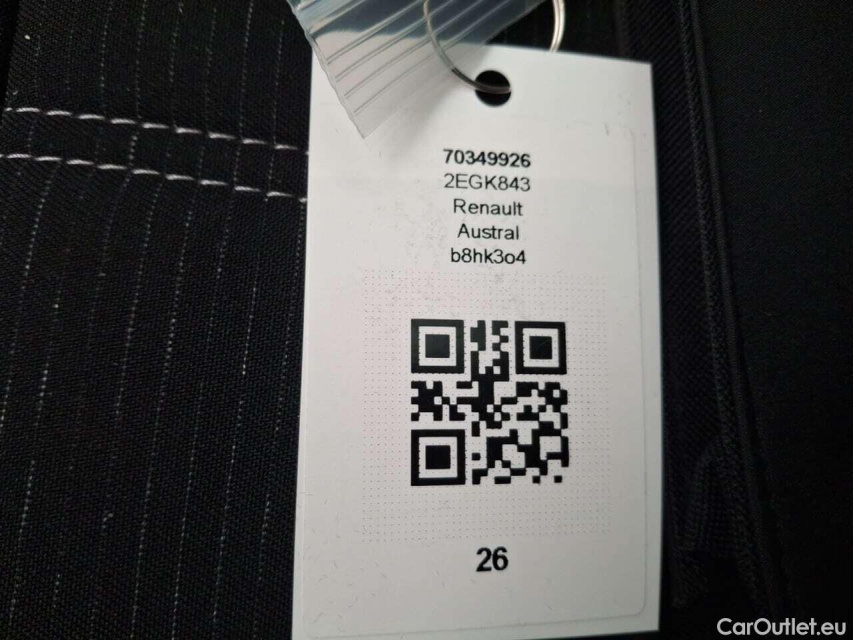 70349926
2EGK843
Renault
Austral
b8hk3o4
26
CarOutlet.eu